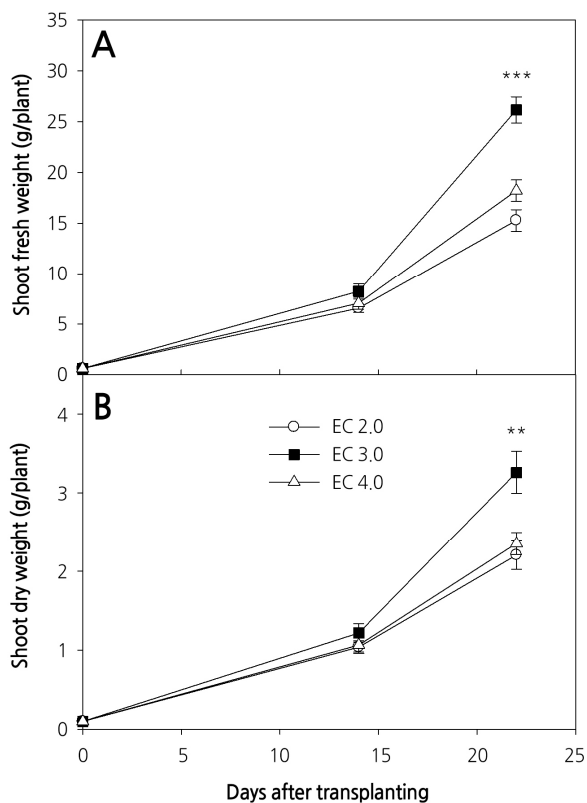 A
Shoot fresh weight (g/plant)
35
30
25
20
15
10
5
0
***
B
Shoot dry weight (g/plant)
4
3
2
1
0
EC 2.0
EC 3.0
EC 4.0
**
0 5 10 15 20 25
Days after transplanting